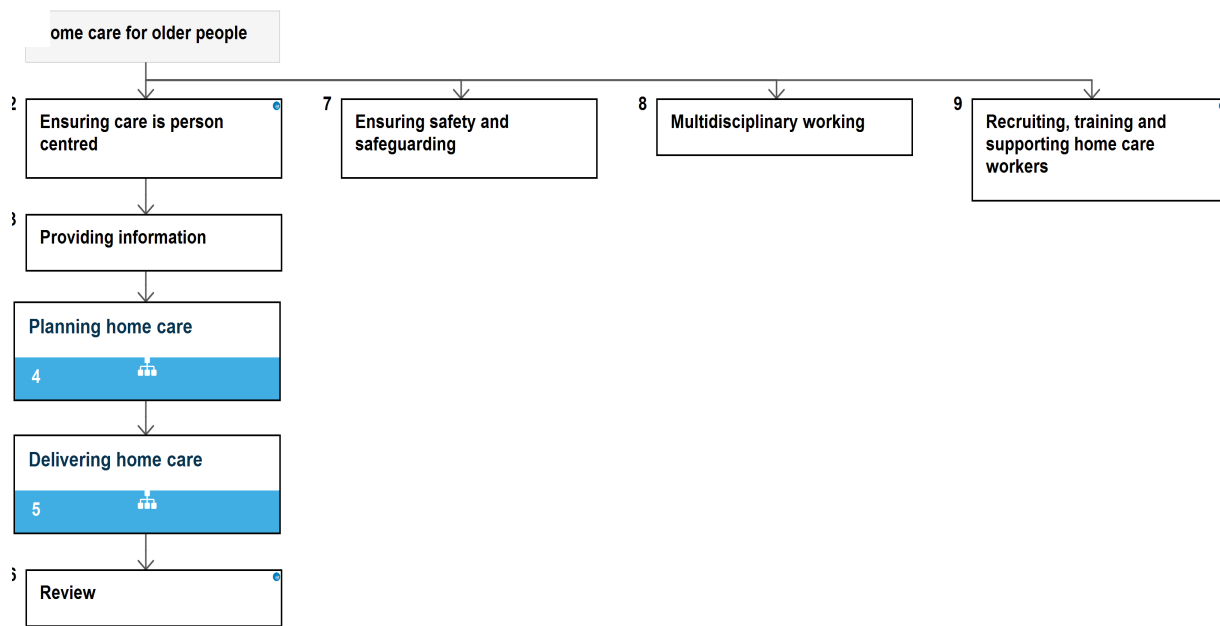 ome care for older people
2
Ensuring care is person
centred
7
Ensuring safety and
safeguarding
8
Multidisciplinary working
9
Recruiting, training and
supporting home care
workers
3
Providing information
Planning home care
4
Delivering home care
5
6
Review